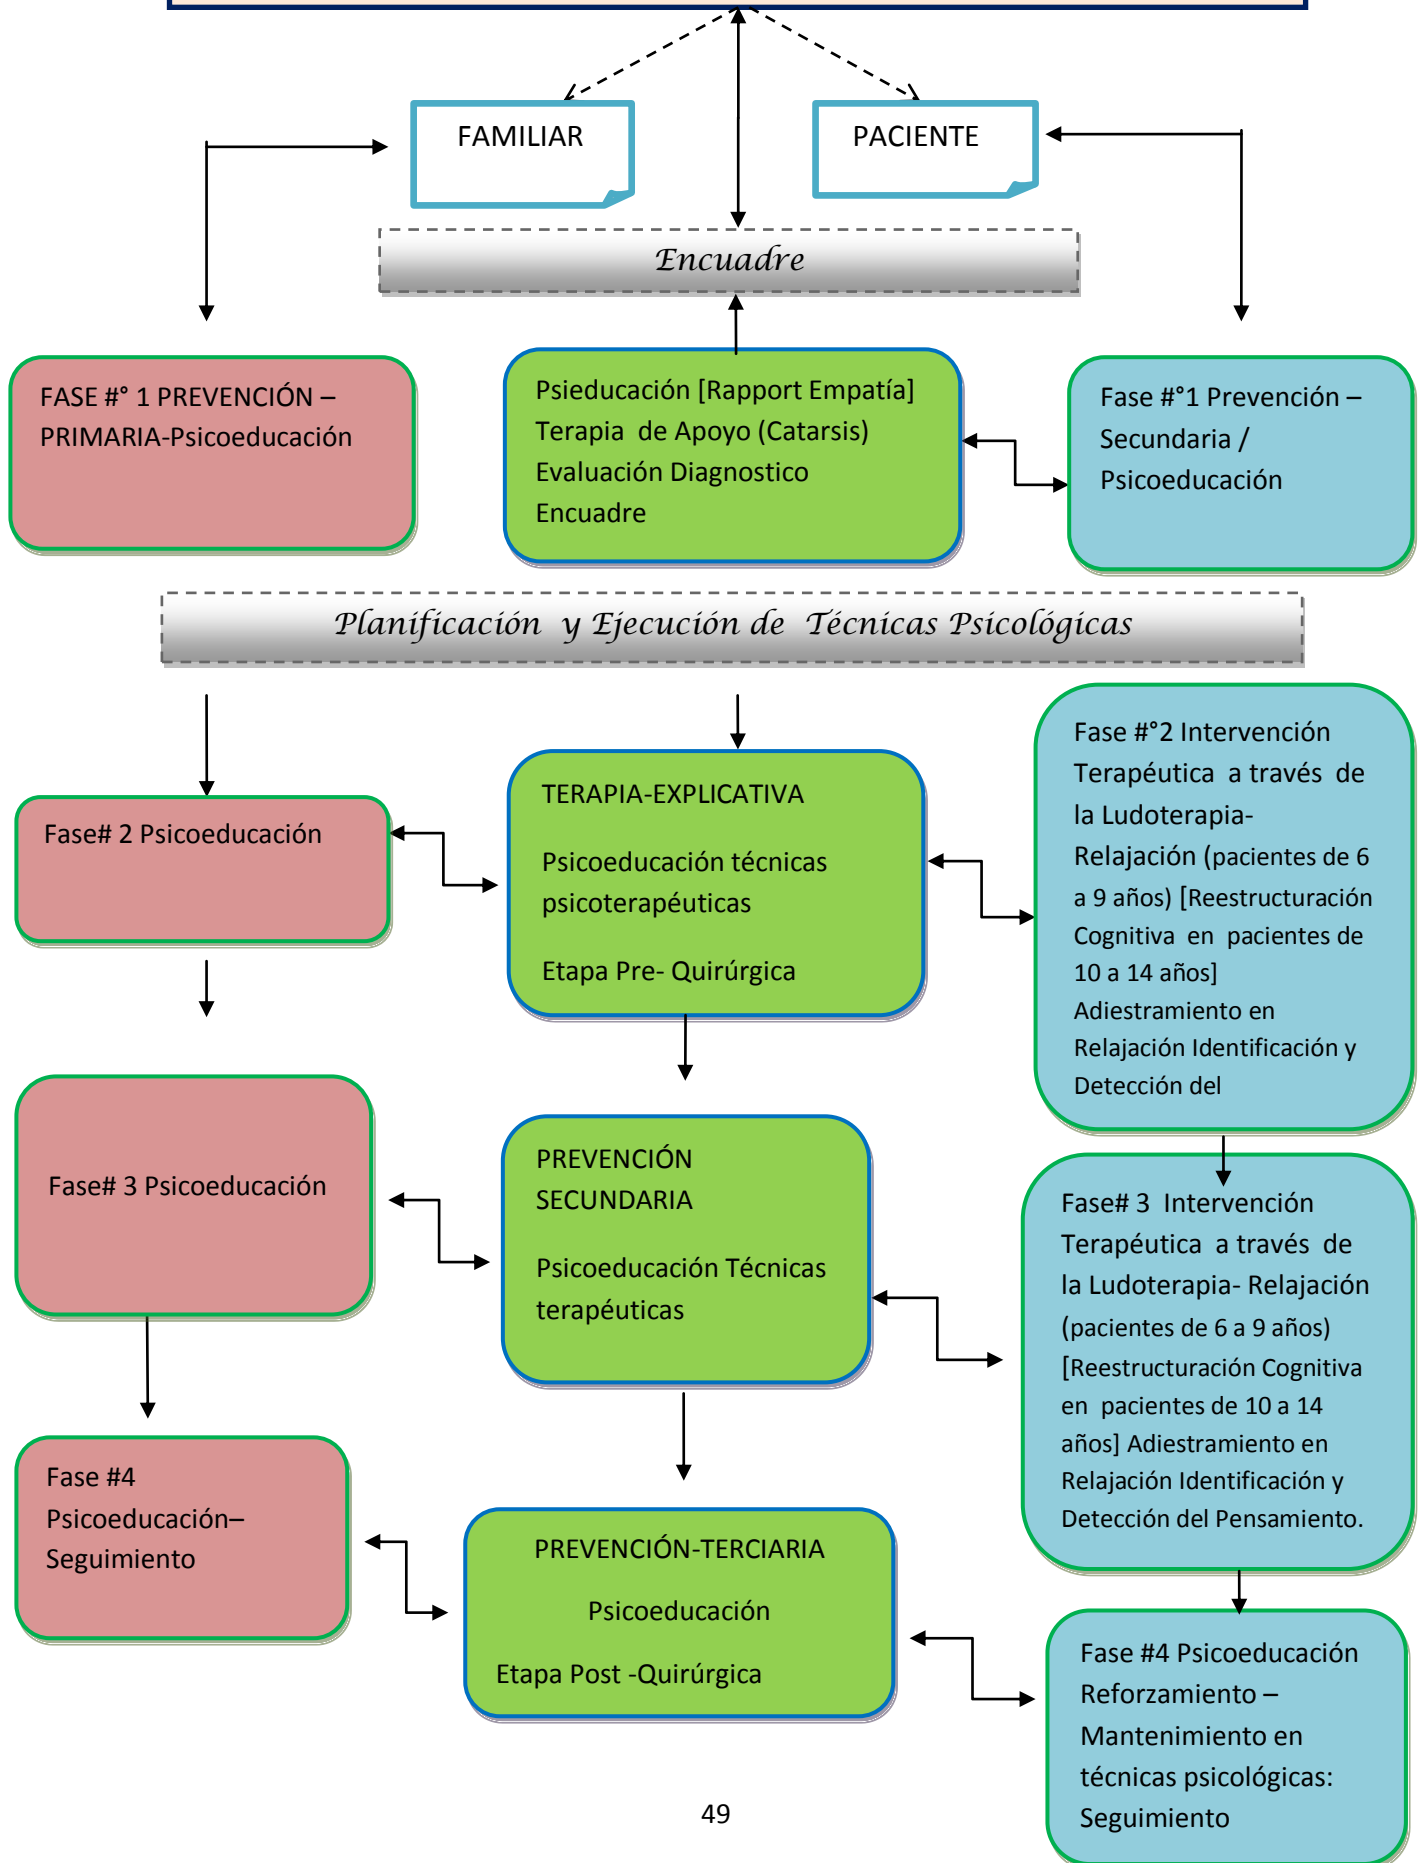 FAMILIAR
PACIENTE
Encuadre
FASE #° 1 PREVENCIÓN –
PRIMARIA-Psicoeducación
Psieducación [Rapport Empatía]
Terapia de Apoyo (Catarsis)
Evaluación Diagnostico
Encuadre
Fase #°1 Prevención –
Secundaria /
Psicoeducación
Planificación y Ejecución de Técnicas Psicológicas
Fase# 2 Psicoeducación
TERAPIA-EXPLICATIVA
Psicoeducación técnicas
psicoterapéuticas
Etapa Pre- Quirúrgica
Fase #°2 Intervención
Terapéutica a través de
la Ludoterapia-
Relajación (pacientes de 6
a 9 años) [Reestructuración
Cognitiva en pacientes de
10 a 14 años]
Adiestramiento en
Relajación Identificación y
Detección del
Fase# 3 Psicoeducación
PREVENCIÓN
SECUNDARIA
Psicoeducación Técnicas
terapéuticas
Fase# 3 Intervención
Terapéutica a través de
la Ludoterapia- Relajación
(pacientes de 6 a 9 años)
[Reestructuración Cognitiva
en pacientes de 10 a 14
años] Adiestramiento en
Relajación Identificación y
Detección del Pensamiento.
Fase #4
Psicoeducación–
Seguimiento
PREVENCIÓN-TERCIARIA
Psicoeducación
Etapa Post -Quirúrgica
Fase #4 Psicoeducación
Reforzamiento –
Mantenimiento en
técnicas psicológicas:
Seguimiento
49